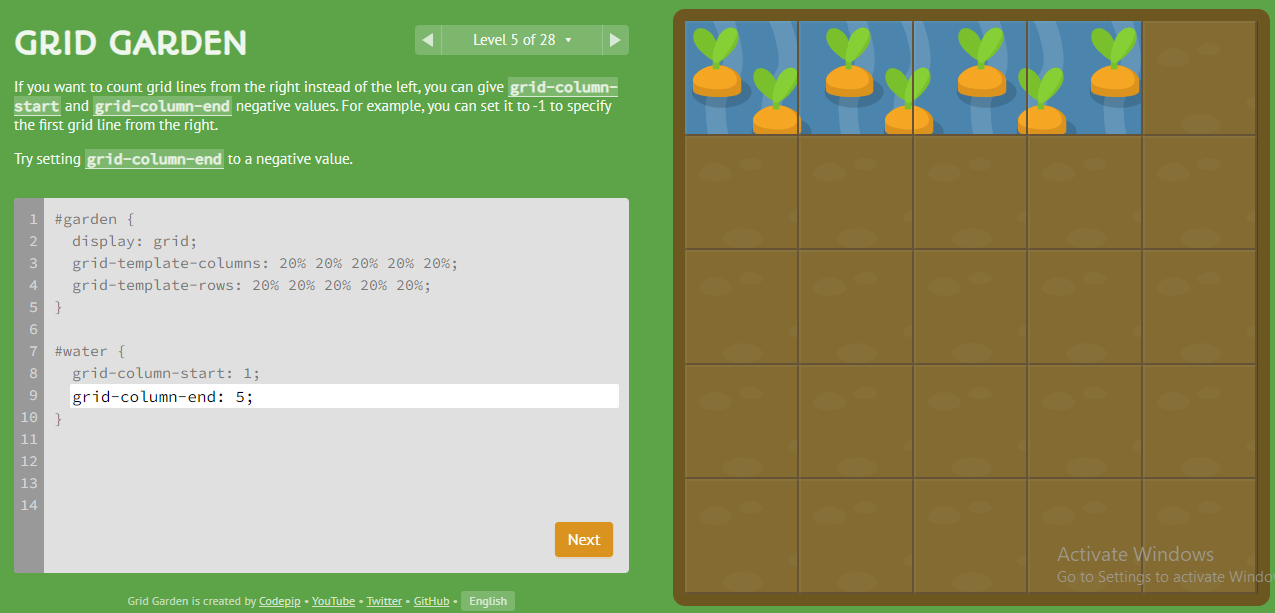 GRID GARDEN
Level 5 of 28
If you want to count grid lines from the right instead of the left, you can give grid-column-
start and grid-column-end negative values. For example, you can set it to -1 to specify
the first grid line from the right.
Try setting grid-column-end to a negative value.
1 #garden {
2 display: grid;
3 grid-template-columns: 20% 20% 20% 20% 20%;
4 grid-template-rows: 20% 20% 20% 20% 20%;
5 }
6
7 #water {
8 grid-column-start: 1;
9 grid-column-end: 5;
10 }
11
12
13
14
Next
Grid Garden is created by Codepip • YouTube • Twitter • GitHub • English
Activate Windows
Go to Settings to activate Windo